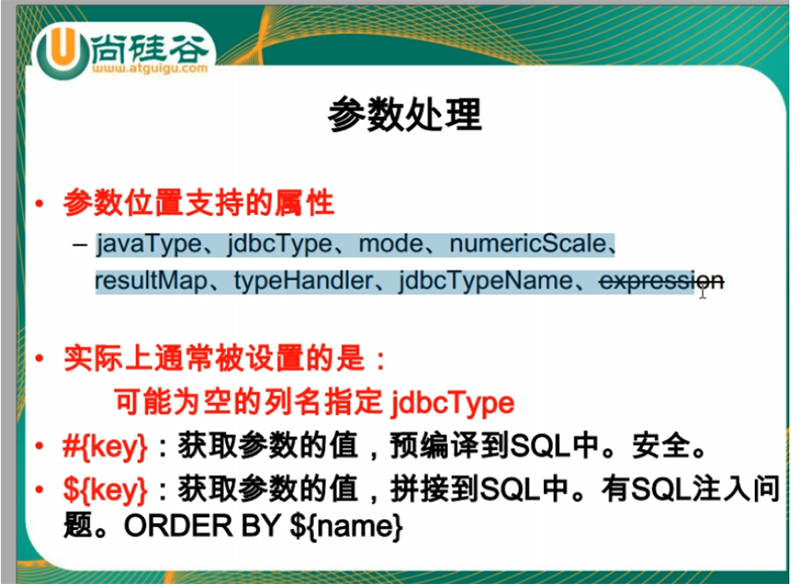 尚硅谷
www.atguigu.com
参数处理
• 参数位置支持的属性
– javaType、jdbcType、mode、numericScale、
resultMap、typeHandler、jdbcTypeName、expression
• 实际上通常被设置的是：
可能为空的列名指定 jdbcType
• #{key}：获取参数的值，预编译到SQL中。安全。
• ${key}：获取参数的值，拼接到SQL中。有SQL注入问
题。ORDER BY ${name}